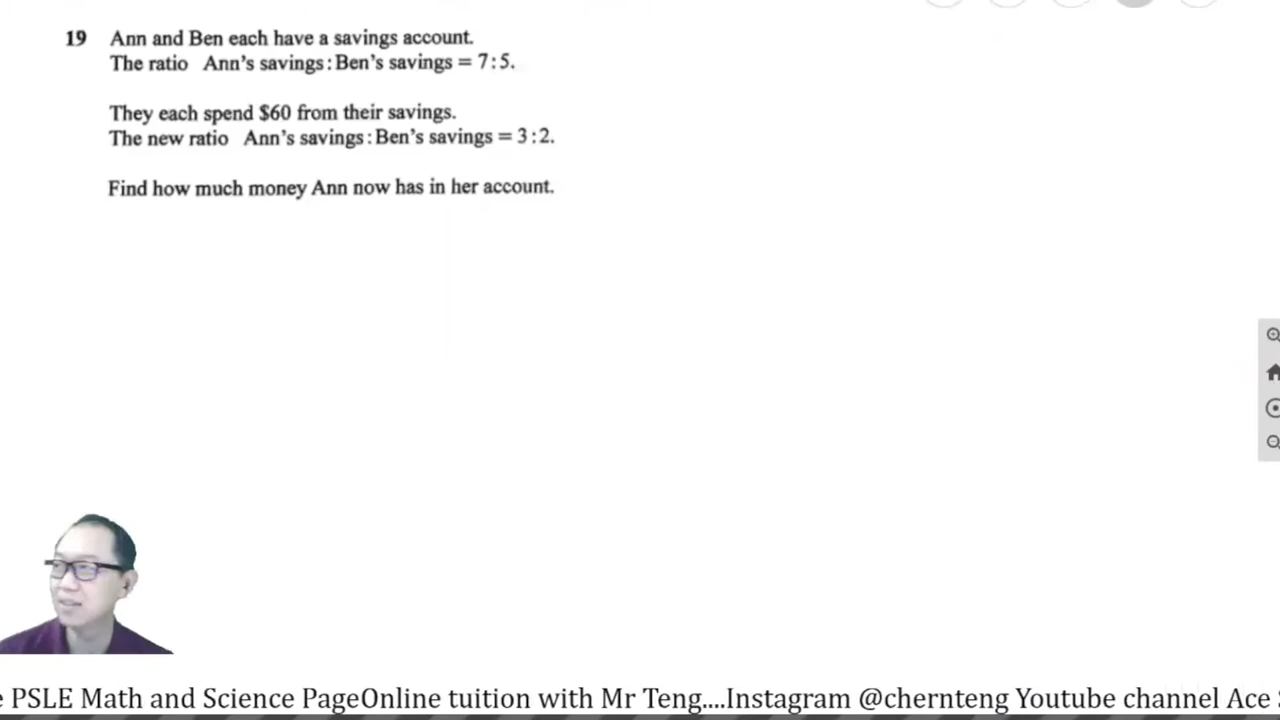 19 Ann and Ben each have a savings account.
The ratio Ann's savings : Ben's savings = 7 : 5.
They each spend $60 from their savings.
The new ratio Ann's savings : Ben's savings = 3 : 2.
Find how much money Ann now has in her account.
PSLE Math and Science PageOnline tuition with Mr Teng....Instagram @chernteng Youtube channel Ace